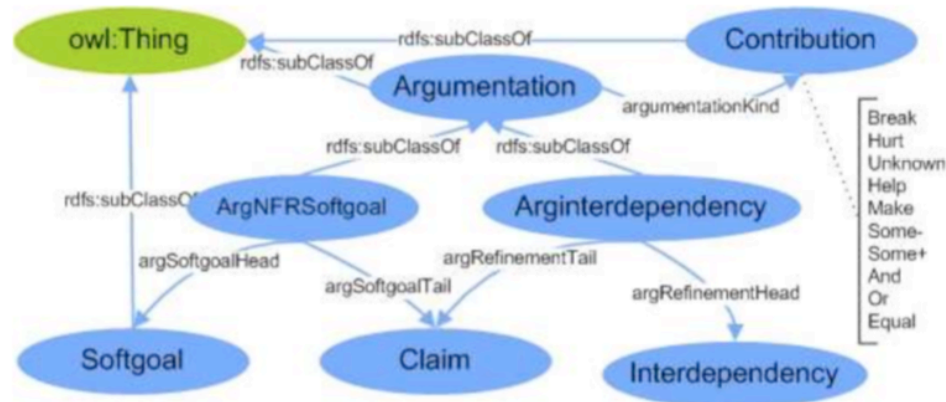 owl:Thing
rdfs:subClassOf
Contribution
rdfs:subClassOf
Argumentation
argumentationKind
Break
Hurt
Unknown
Help
Make
Some-
Some+
And
Or
Equal
rdfs:subClassOf
rdfs:subClassOf
rdfs:subClassOf
ArgNFRSoftgoal
Arginterdependency
argSoftgoalHead
argSoftgoalTail
argRefinementTail
argRefinementHead
Softgoal
Claim
Interdependency